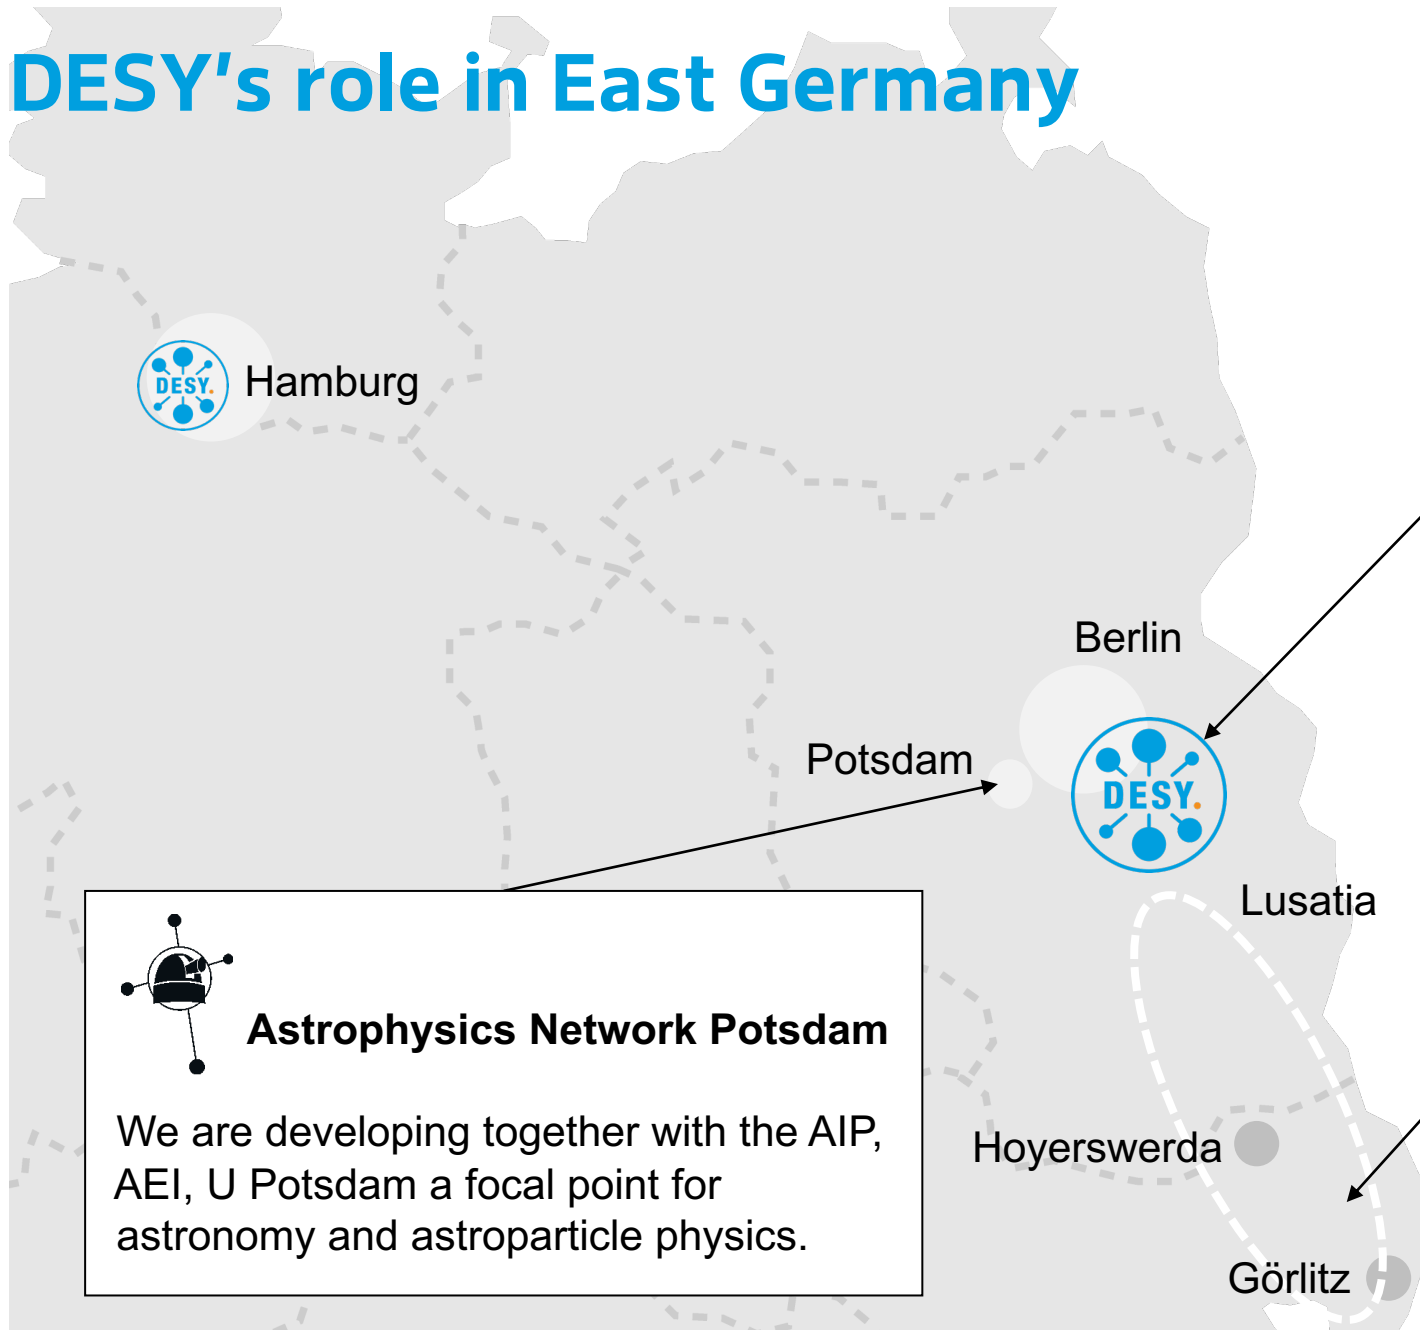 DESY's role in East Germany
DESY.
Hamburg
Berlin
Potsdam
DESY.
Lusatia
Astrophysics Network Potsdam
We are developing together with the AIP,
AEI, U Potsdam a focal point for
astronomy and astroparticle physics.
Hoyerswerda
Görlitz